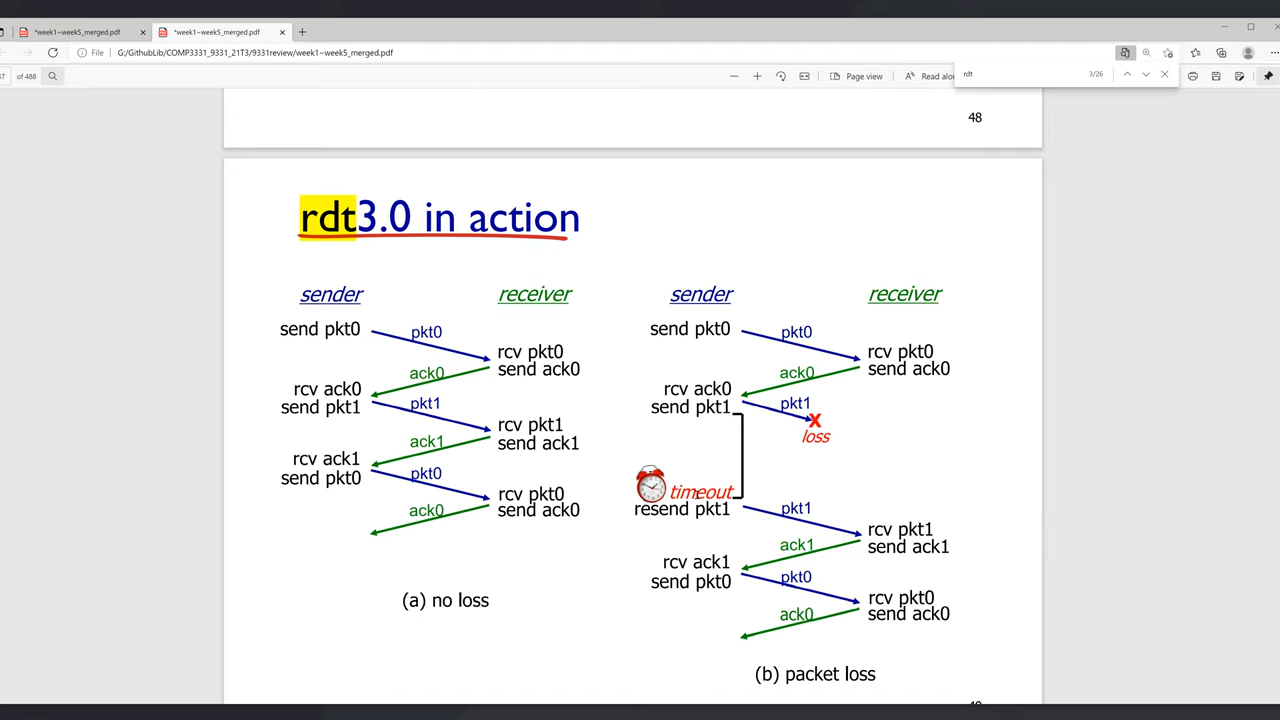 *week1~week5_merged.pdf
*week1~week5_merged.pdf
File G:/GithubLib/COMP3331_9331_21T3/9331review/week1~week5_merged.pdf
of 488
Page view
Read alou
rdt
3/26
48
rdt3.0 in action
sender
receiver
send pkt0
pkt0
rcv pkt0
send ack0
ack0
rcv ack0
send pkt1
pkt1
rcv pkt1
send ack1
ack1
rcv ack1
send pkt0
pkt0
rcv pkt0
send ack0
ack0
(a) no loss
sender
receiver
send pkt0
pkt0
rcv pkt0
send ack0
ack0
rcv ack0
send pkt1
pkt1
X
loss
timeout
resend pkt1
pkt1
rcv pkt1
send ack1
ack1
rcv ack1
send pkt0
pkt0
rcv pkt0
send ack0
ack0
(b) packet loss